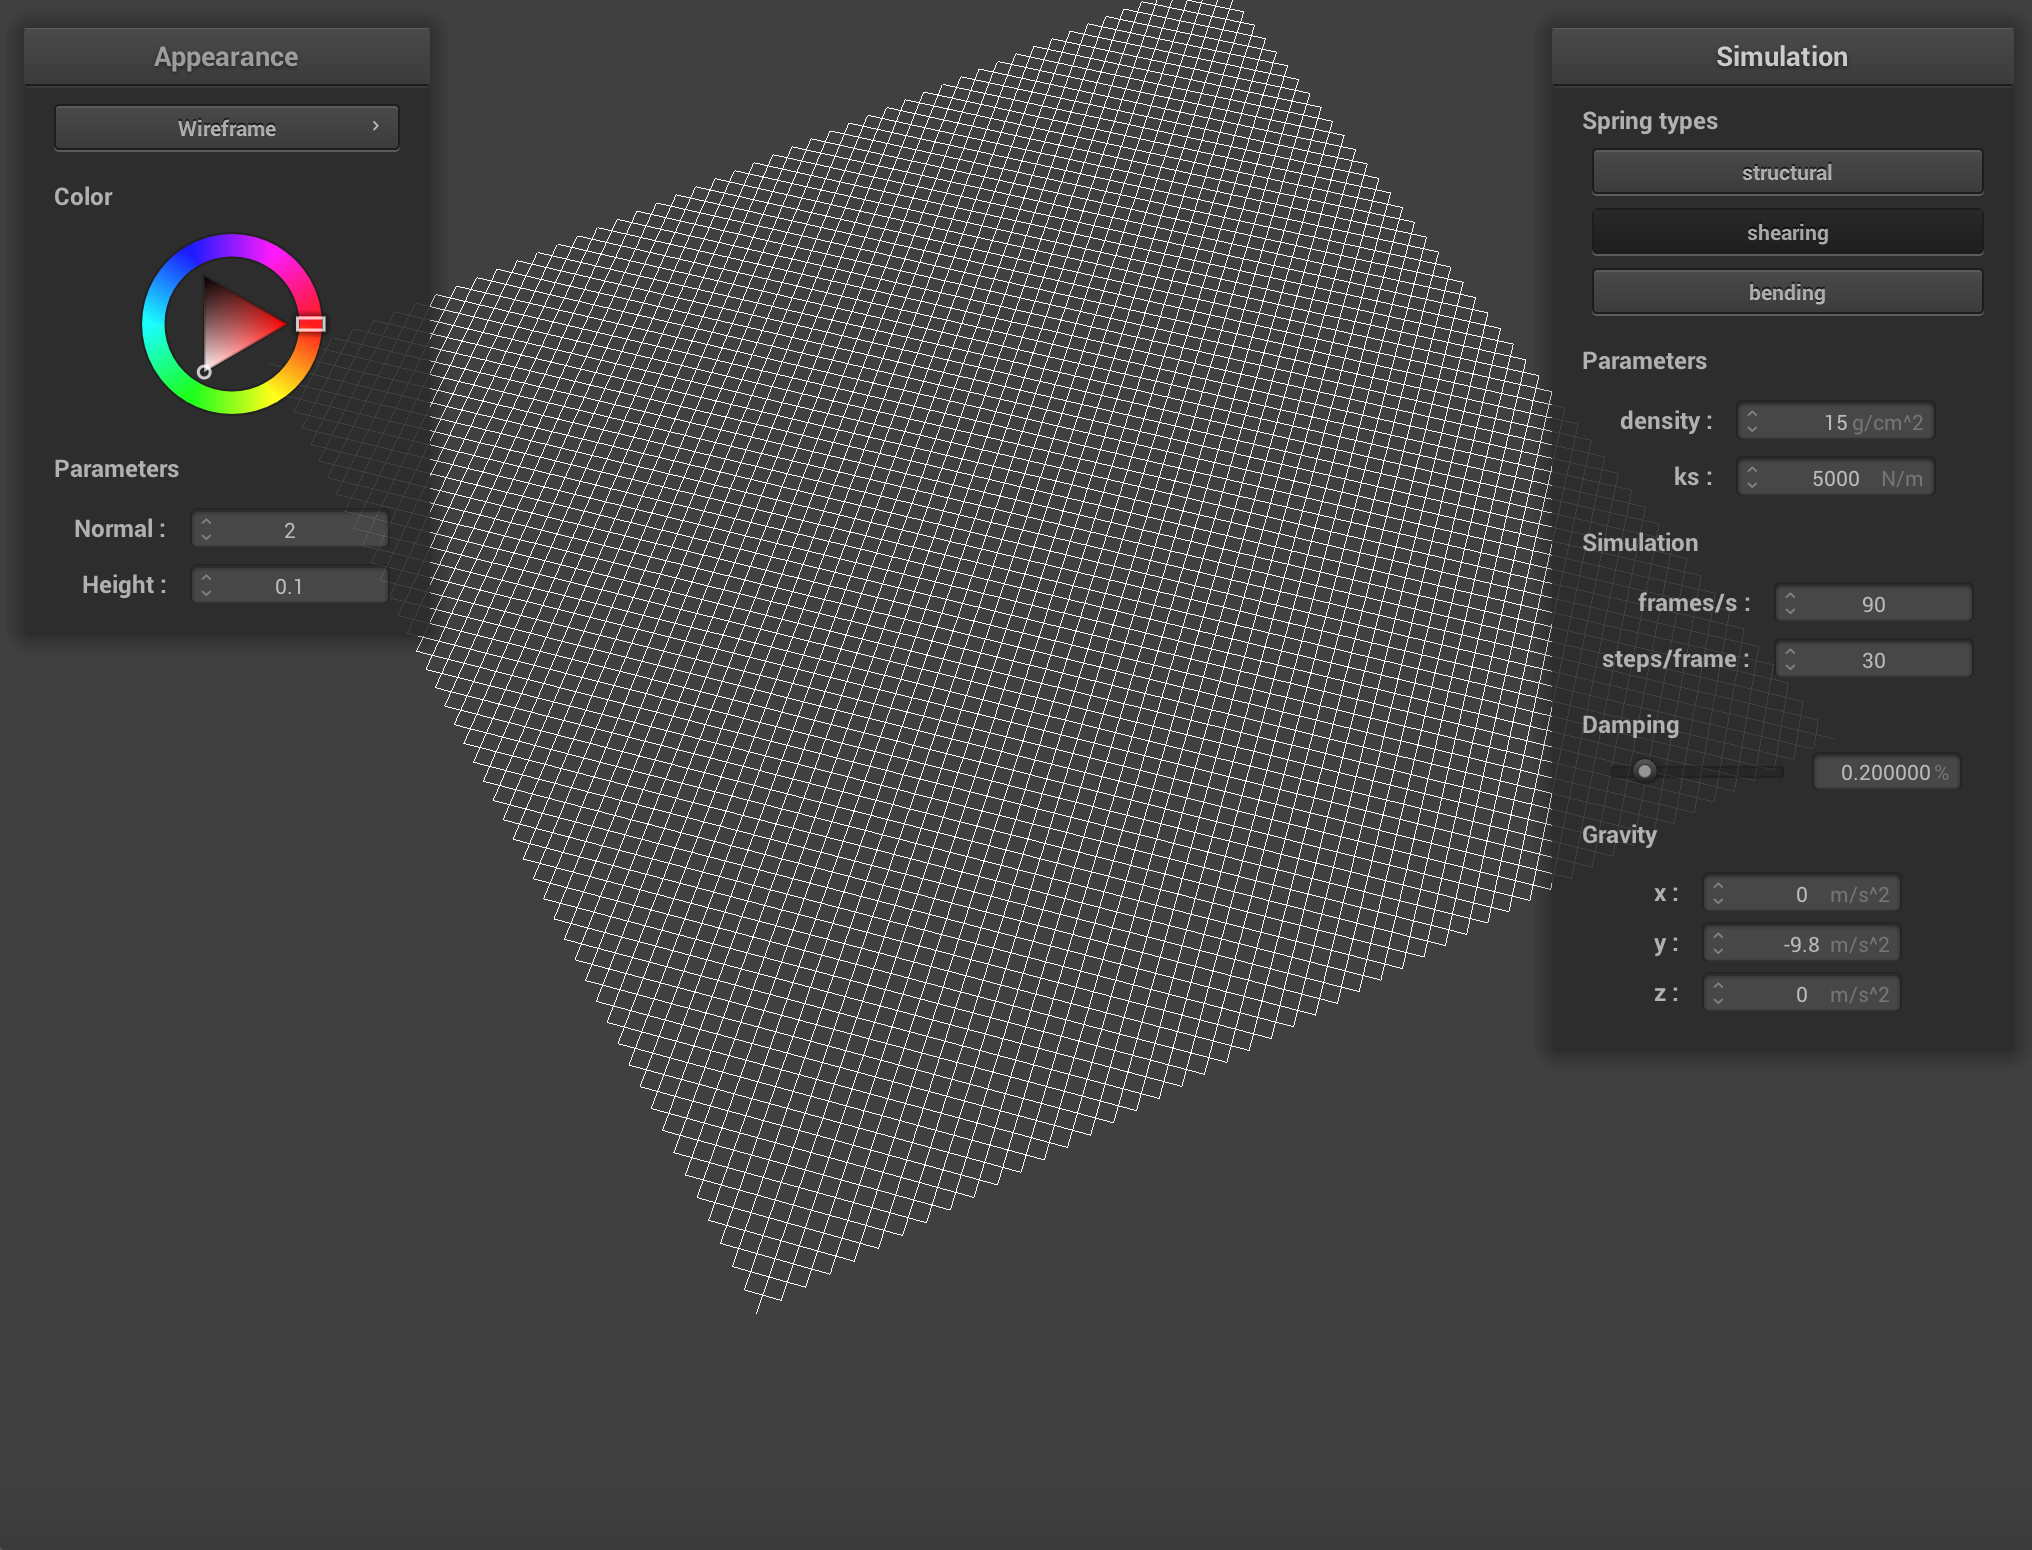 Appearance
Wireframe
Color
Parameters
Normal : 2
Height : 0.1
Simulation
Spring types
structural
shearing
bending
Parameters
density : 15 g/cm^2
ks : 5000 N/m
Simulation
frames/s : 90
steps/frame : 30
Damping
0.200000 %
Gravity
x : 0 m/s^2
y : -9.8 m/s^2
z : 0 m/s^2